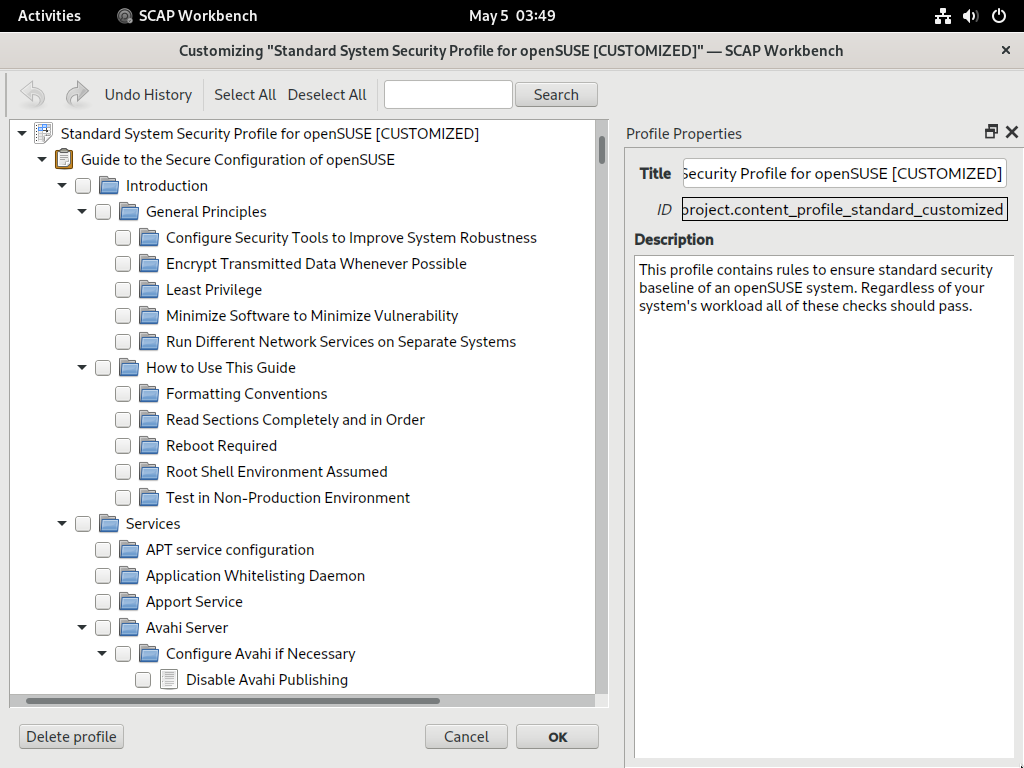 Activities SCAP Workbench May 5 03:49
Customizing "Standard System Security Profile for openSUSE [CUSTOMIZED]" — SCAP Workbench
Undo History Select All Deselect All Search
Standard System Security Profile for openSUSE [CUSTOMIZED]
Guide to the Secure Configuration of openSUSE
Introduction
General Principles
Configure Security Tools to Improve System Robustness
Encrypt Transmitted Data Whenever Possible
Least Privilege
Minimize Software to Minimize Vulnerability
Run Different Network Services on Separate Systems
How to Use This Guide
Formatting Conventions
Read Sections Completely and in Order
Reboot Required
Root Shell Environment Assumed
Test in Non-Production Environment
Services
APT service configuration
Application Whitelisting Daemon
Apport Service
Avahi Server
Configure Avahi if Necessary
Disable Avahi Publishing
Delete profile Cancel OK
Profile Properties
Title Security Profile for openSUSE [CUSTOMIZED]
ID project.content_profile_standard_customized
Description
This profile contains rules to ensure standard security
baseline of an openSUSE system. Regardless of your
system's workload all of these checks should pass.